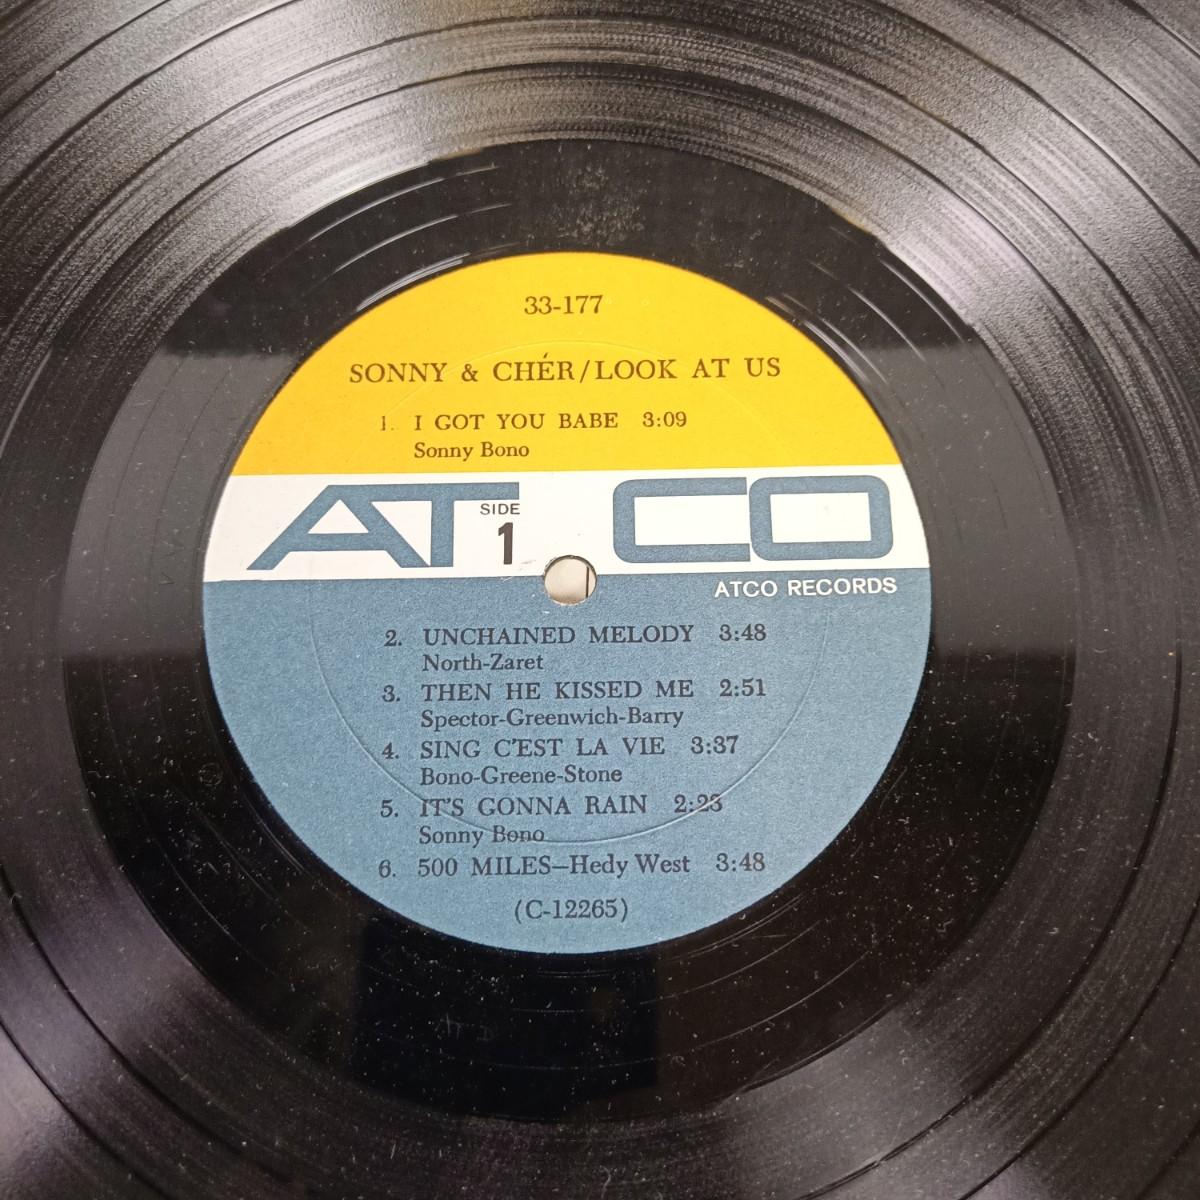 33-177
SONNY & CHÉR/LOOK AT US
1. I GOT YOU BABE 3:09
Sonny Bono
ATCO
SIDE
1
ATCO RECORDS
2. UNCHAINED MELODY 3:48
North-Zaret
3. THEN HE KISSED ME 2:51
Spector-Greenwich-Barry
4. SING C'EST LA VIE 3:37
Bono-Greene-Stone
5. IT'S GONNA RAIN 2:23
Sonny Bono
6. 500 MILES—Hedy West 3:48
(C-12265)